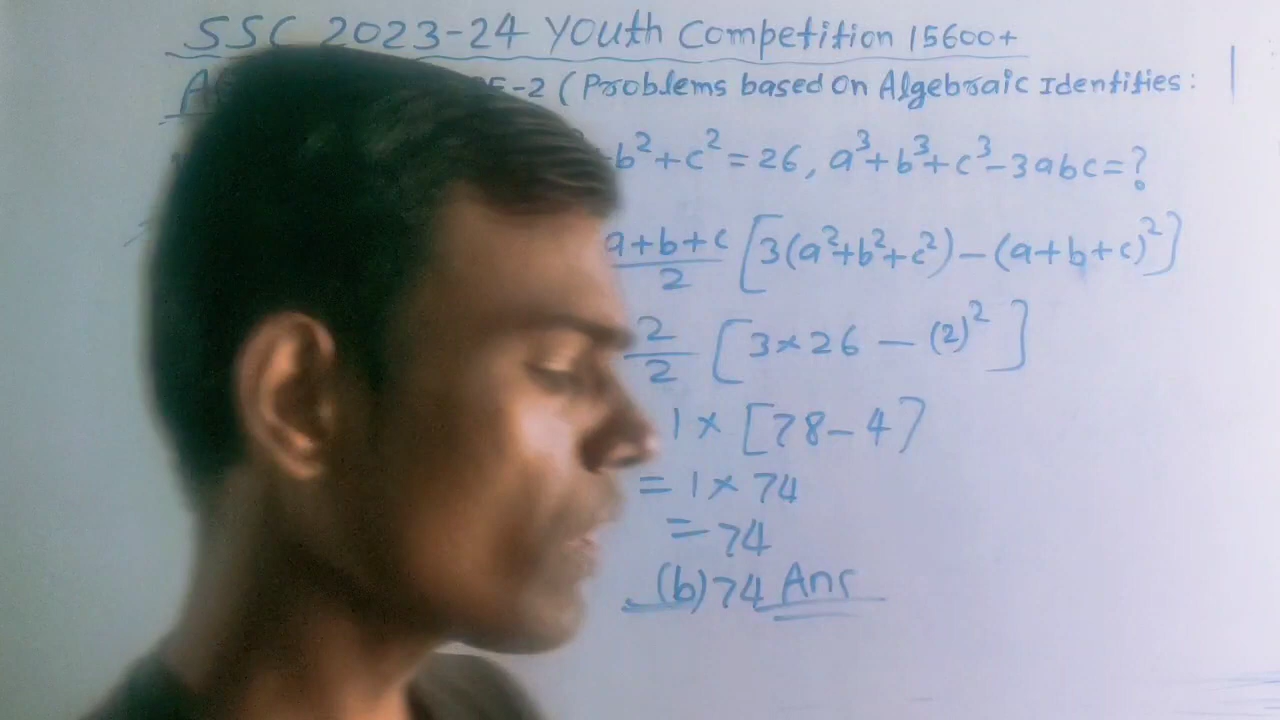 SSC 2023-24 Youth Competition 15600+
-2 (Problems based on Algebraic Identities:
b²+c²=26, a³+b³+c³-3abc=?
a+b+c/2 [3(a²+b²+c²)-(a+b+c)²]
2/2 [3×26-(2)²]
1×[78-4]
=1×74
=74
(b)74 Ans